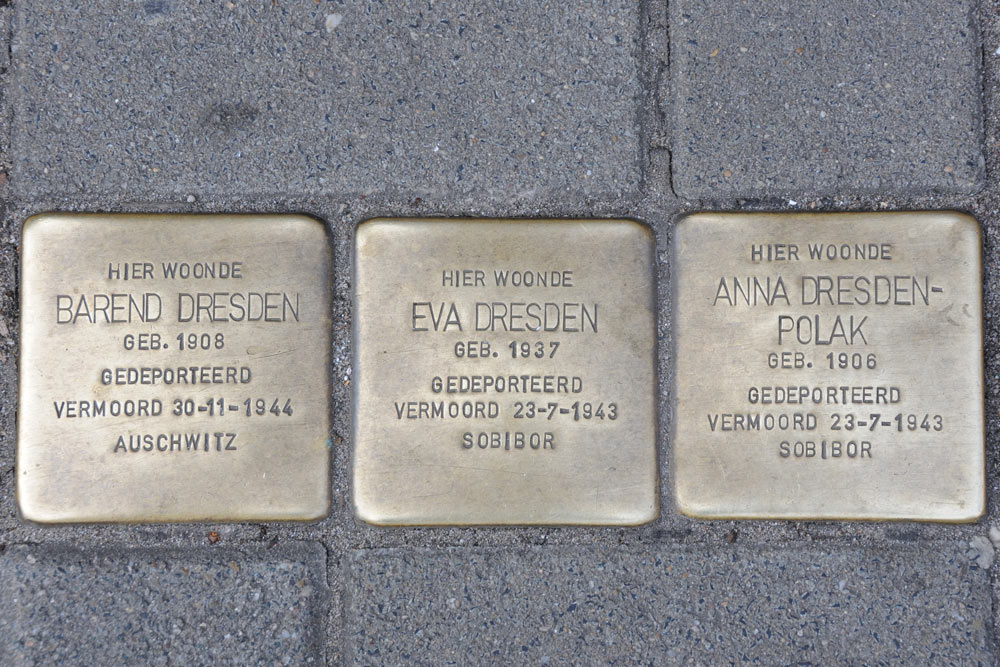 HIER WOONDE
BAREND DRESDEN
GEB. 1908
GEDEPORTEERD
VERMOORD 30-11-1944
AUSCHWITZ
HIER WOONDE
EVA DRESDEN
GEB. 1937
GEDEPORTEERD
VERMOORD 23-7-1943
SOBIBOR
HIER WOONDE
ANNA DRESDEN-
POLAK
GEB. 1906
GEDEPORTEERD
VERMOORD 23-7-1943
SOBIBOR